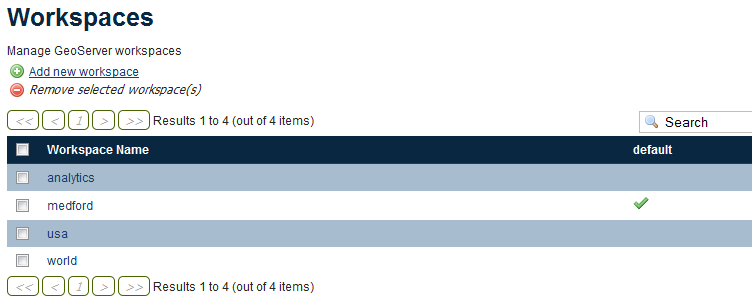 Workspaces
Manage GeoServer workspaces
Add new workspace
Remove selected workspace(s)
<< < 1 > >> Results 1 to 4 (out of 4 items) Search
Workspace Name default
analytics
medford
usa
world
<< < 1 > >> Results 1 to 4 (out of 4 items)